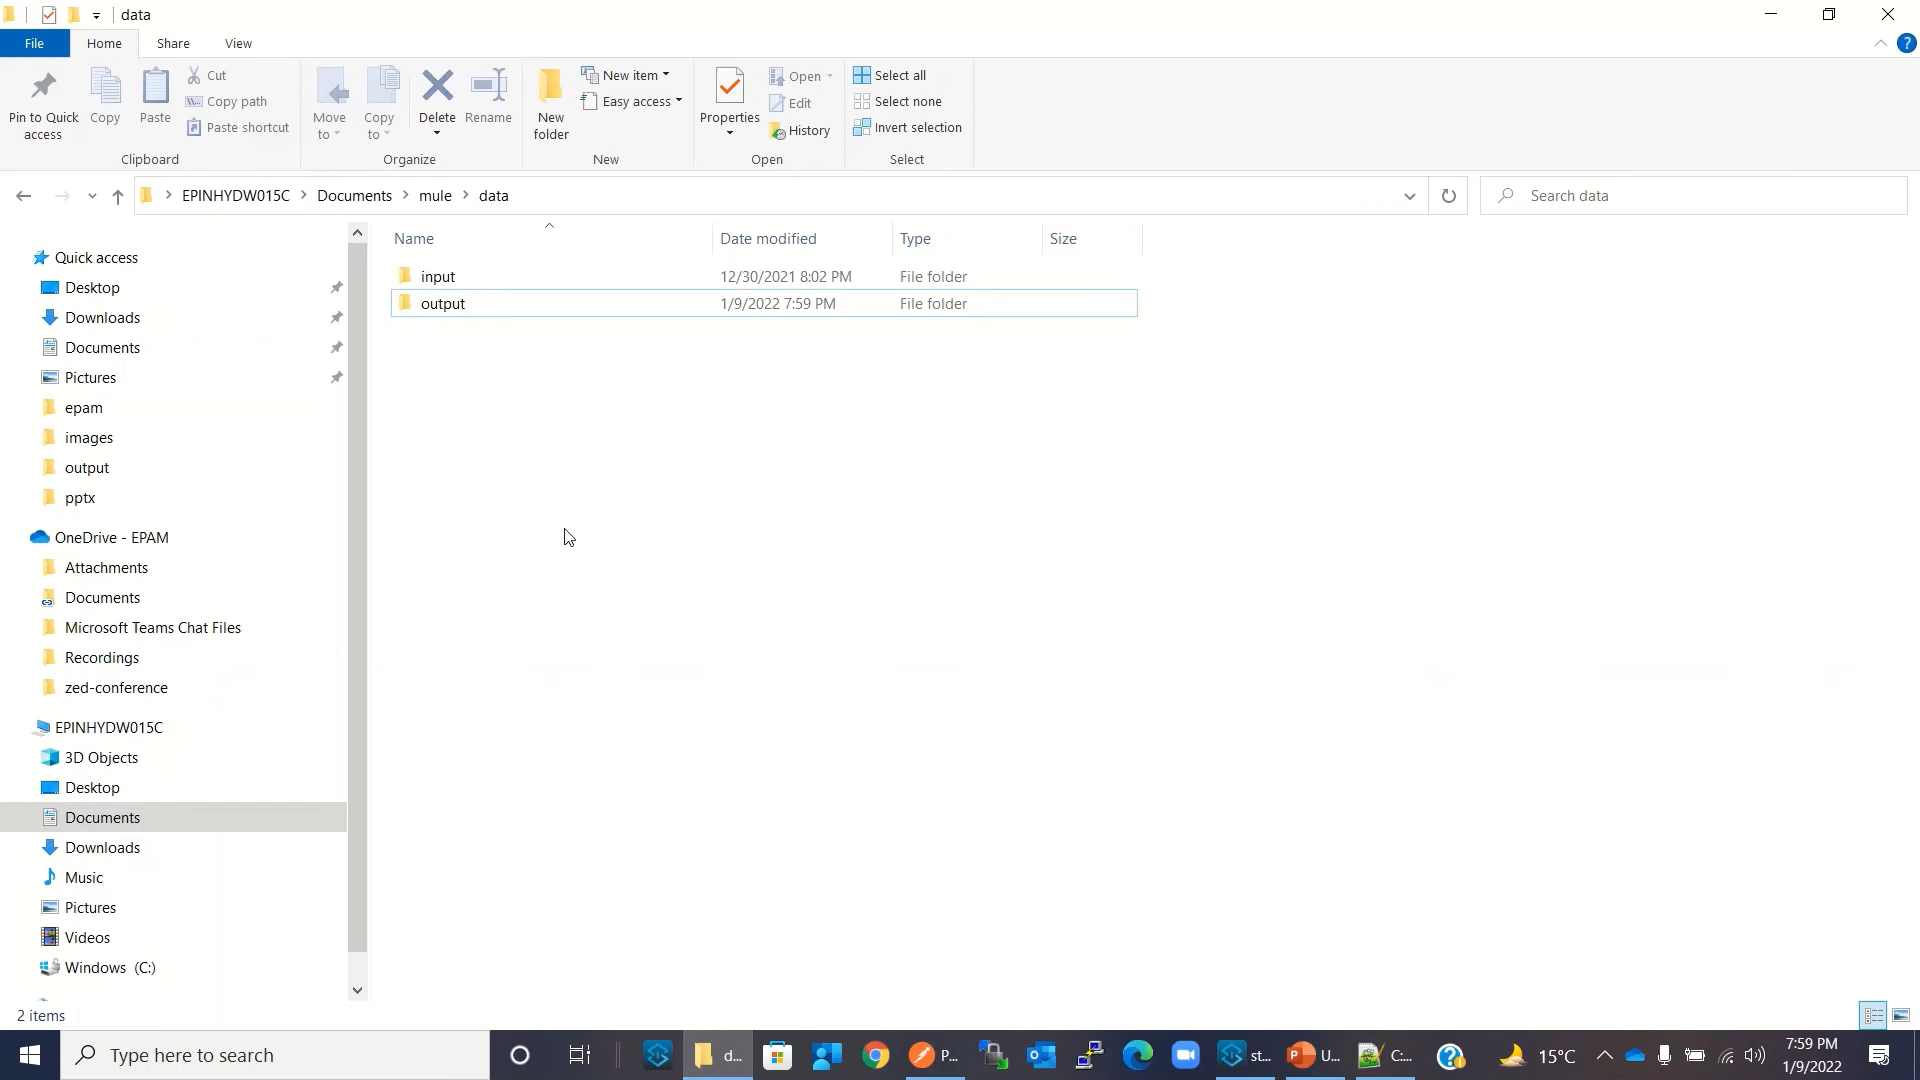 data
File
Home
Share
View
Pin to Quick access
Copy
Paste
Cut
Copy path
Paste shortcut
Clipboard
Move to
Copy to
Delete
Rename
Organize
New folder
New item
Easy access
New
Properties
Open
Edit
History
Open
Select all
Select none
Invert selection
Select
EPINHYDW015C
Documents
mule
data
Search data
Name
Date modified
Type
Size
input 12/30/2021 8:02 PM File folder
output 1/9/2022 7:59 PM File folder
Quick access
Desktop
Downloads
Documents
Pictures
epam
images
output
pptx
OneDrive - EPAM
Attachments
Documents
Microsoft Teams Chat Files
Recordings
zed-conference
EPINHYDW015C
3D Objects
Desktop
Documents
Downloads
Music
Pictures
Videos
Windows (C:)
2 items
Type here to search
d...
P...
st...
U...
C:...
15°C
7:59 PM
1/9/2022